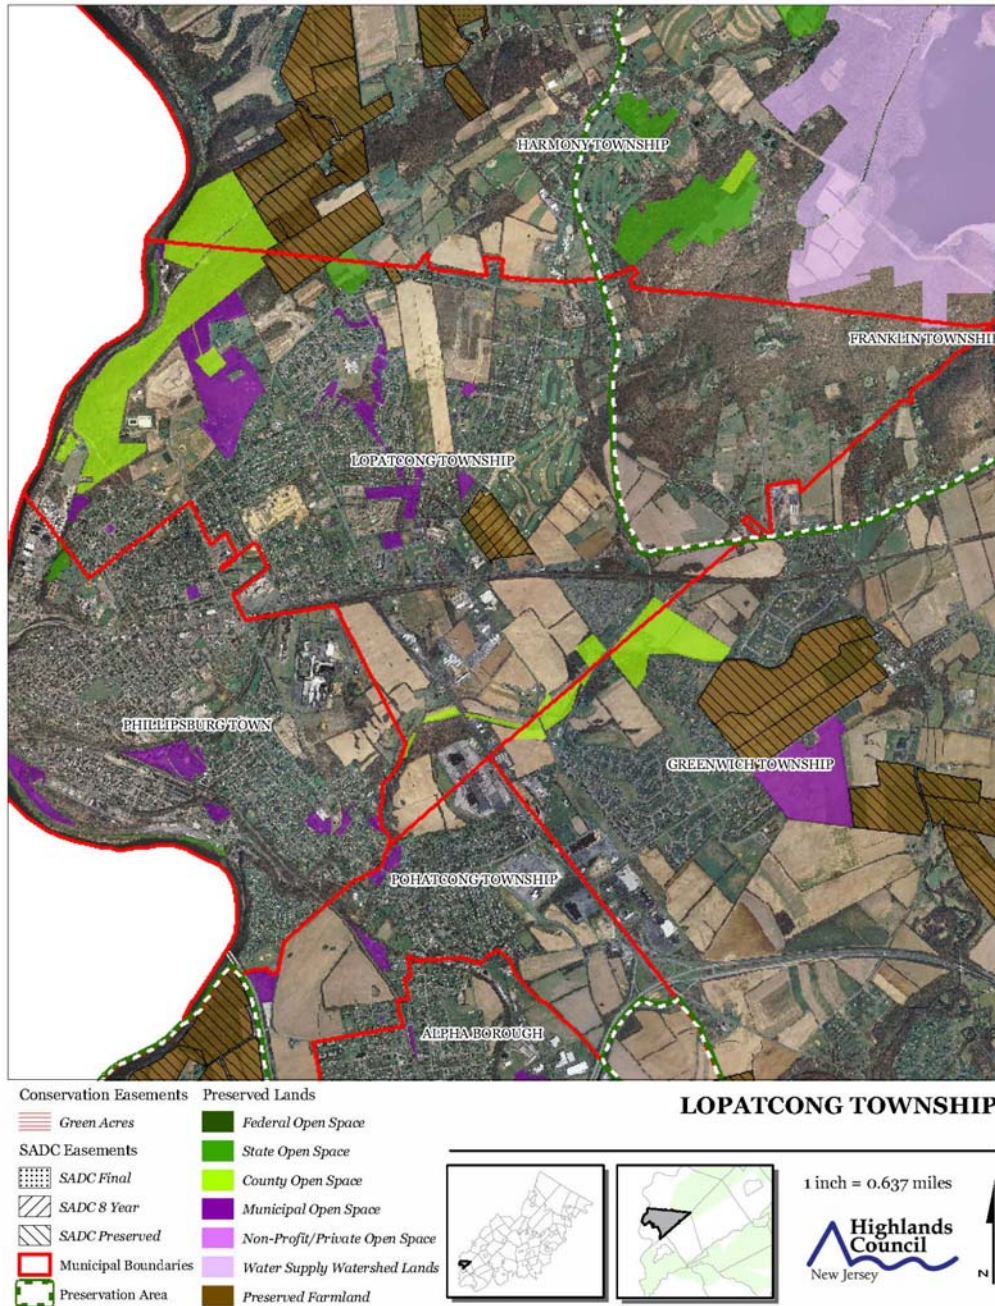 HARMONY TOWNSHIP
FRANKLIN TOWNSHIP
LOPATCONG TOWNSHIP
PHILLIPSBURG TOWN
GREENWICH TOWNSHIP
POHATCONG TOWNSHIP
ALPHA BOROUGH
Conservation Easements
Green Acres
SADC Easements
SADC Final
SADC 8 Year
SADC Preserved
Municipal Boundaries
Preservation Area
Preserved Lands
Federal Open Space
State Open Space
County Open Space
Municipal Open Space
Non-Profit/Private Open Space
Water Supply Watershed Lands
Preserved Farmland
LOPATCONG TOWNSHIP
1 inch = 0.637 miles
Highlands
Council
New Jersey
N